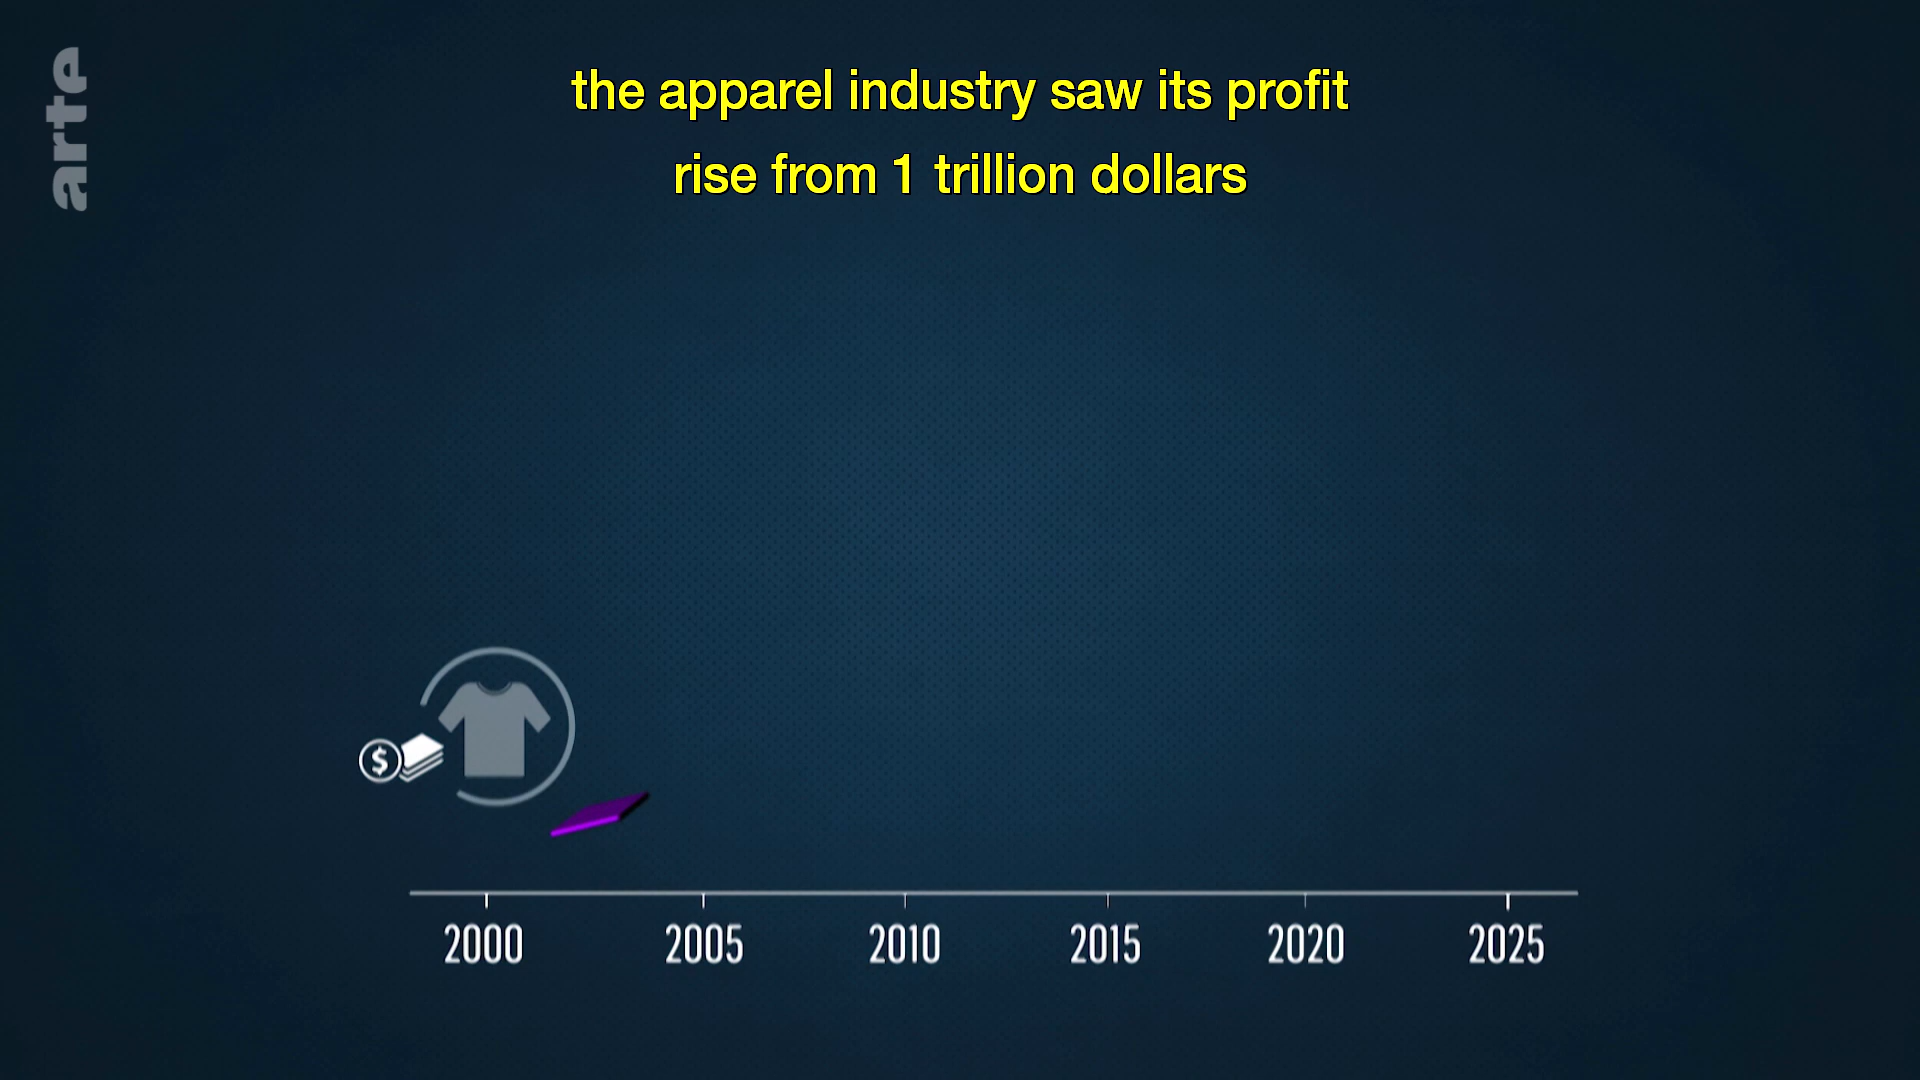 arte
the apparel industry saw its profit
rise from 1 trillion dollars
$
2000 2005 2010 2015 2020 2025